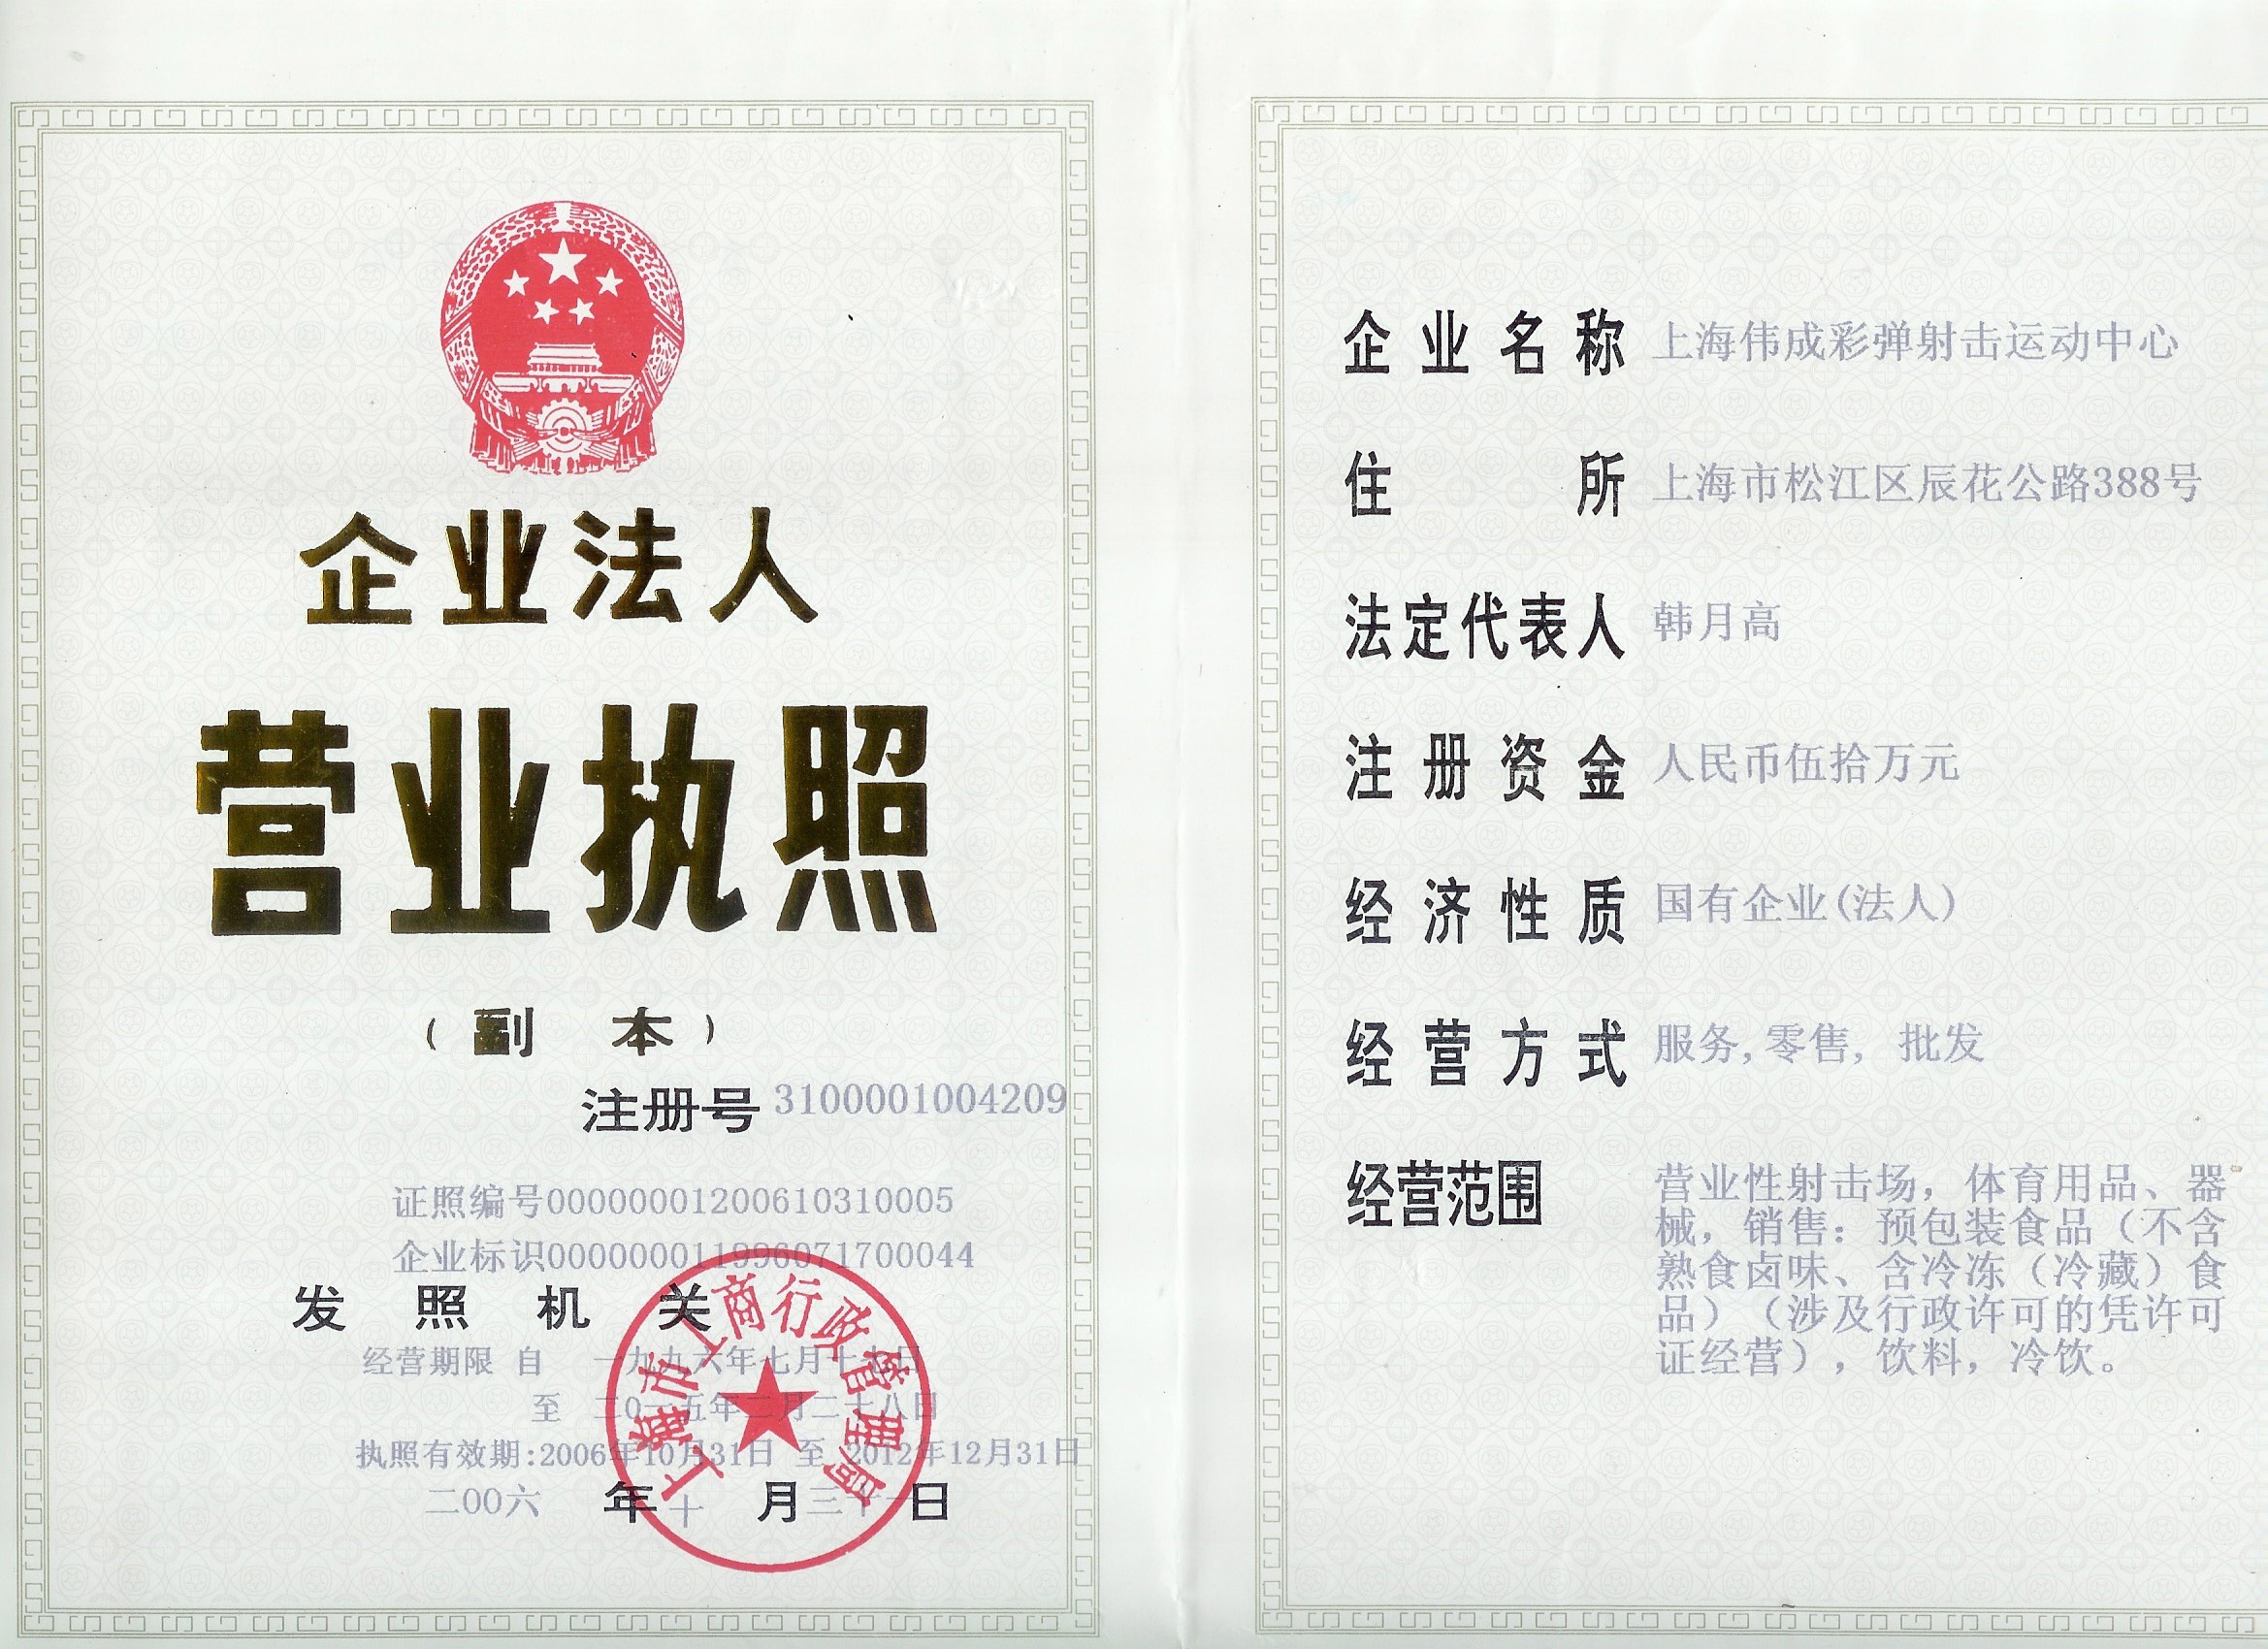 企业法人
营业执照
（副 本）
注册号 3100001004209
证照编号00000001200610310005
企业标识00000001199607170004​4
发 照 机 关
上海市工商行政管理局
经营期限 自 一九九六年七月十七日
至 二0一五年二月二十八日
执照有效期:2006年10月31日 至 2012年12月31日
二00六 年 十 月 三十一 日
企业名称 上海伟成彩弹射击运动中心
住 所 上海市松江区辰花公路388号
法定代表人 韩月高
注册资金 人民币伍拾万元
经济性质 国有企业(法人)
经营方式 服务,零售, 批发
经营范围 营业性射击场，体育用品、器
械，销售：预包装食品（不含
熟食卤味、含冷冻（冷藏）食
品）（涉及行政许可的凭许可
证经营），饮料，冷饮。